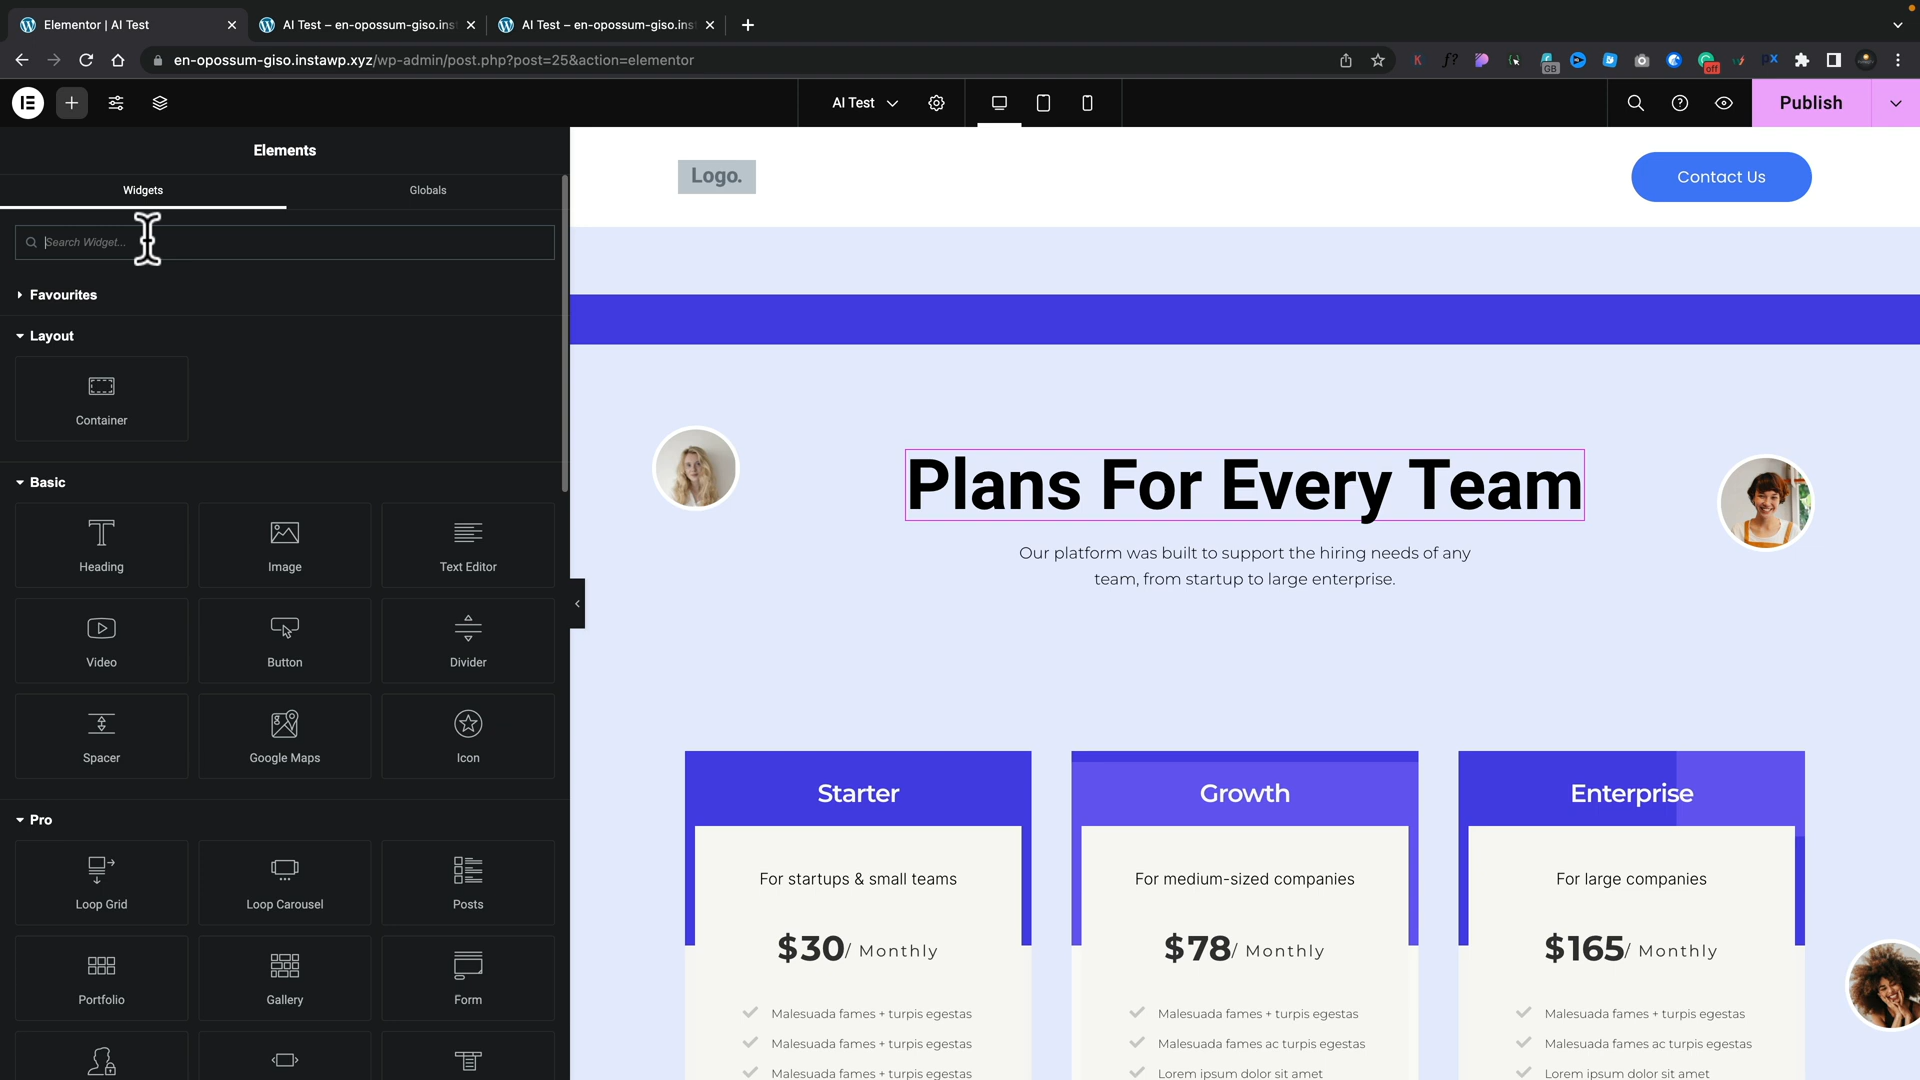 Elementor | AI Test
AI Test – en-opossum-giso.ins
AI Test – en-opossum-giso.ins
en-opossum-giso.instawp.xyz/wp-admin/post.php?post=25&action=elementor
GB
off
AI Test
Publish
Elements
Widgets
Globals
Search Widget...
Favourites
Layout
Container
Basic
Heading
Image
Text Editor
Video
Button
Divider
Spacer
Google Maps
Icon
Pro
Loop Grid
Loop Carousel
Posts
Portfolio
Gallery
Form
Logo.
Contact Us
Plans For Every Team
Our platform was built to support the hiring needs of any
team, from startup to large enterprise.
Starter
For startups & small teams
$30/ Monthly
Malesuada fames + turpis egestas
Malesuada fames + turpis egestas
Malesuada fames + turpis egestas
Growth
For medium-sized companies
$78/ Monthly
Malesuada fames + turpis egestas
Malesuada fames ac turpis egestas
Lorem ipsum dolor sit amet
Enterprise
For large companies
$165/ Monthly
Malesuada fames + turpis egestas
Malesuada fames ac turpis egestas
Lorem ipsum dolor sit amet